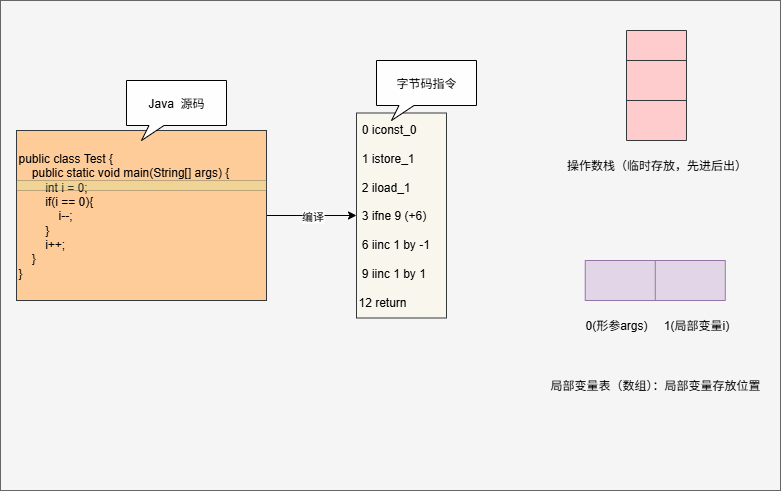 Java 源码
public class Test {
public static void main(String[] args) {
int i = 0;
if(i == 0){
i--;
}
i++;
}
}
编译
字节码指令
0 iconst_0
1 istore_1
2 iload_1
3 ifne 9 (+6)
6 iinc 1 by -1
9 iinc 1 by 1
12 return
操作数栈（临时存放，先进后出）
0(形参args) 1(局部变量i)
局部变量表（数组）：局部变量存放位置